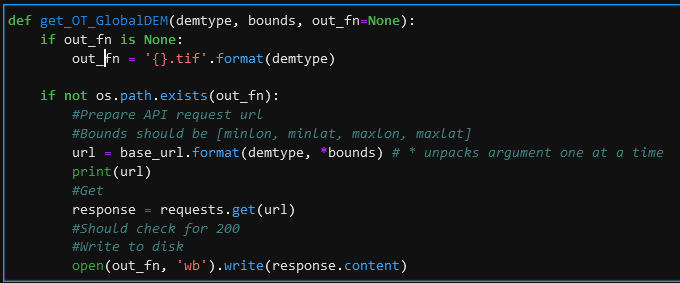 def get_OT_GlobalDEM(demtype, bounds, out_fn=None):
    if out_fn is None:
        out_fn = '{}.tif'.format(demtype)

    if not os.path.exists(out_fn):
        #Prepare API request url
        #Bounds should be [minlon, minlat, maxlon, maxlat]
        url = base_url.format(demtype, *bounds) # * unpacks argument one at a time
        print(url)
        #Get
        response = requests.get(url)
        #Should check for 200
        #Write to disk
        open(out_fn, 'wb').write(response.content)